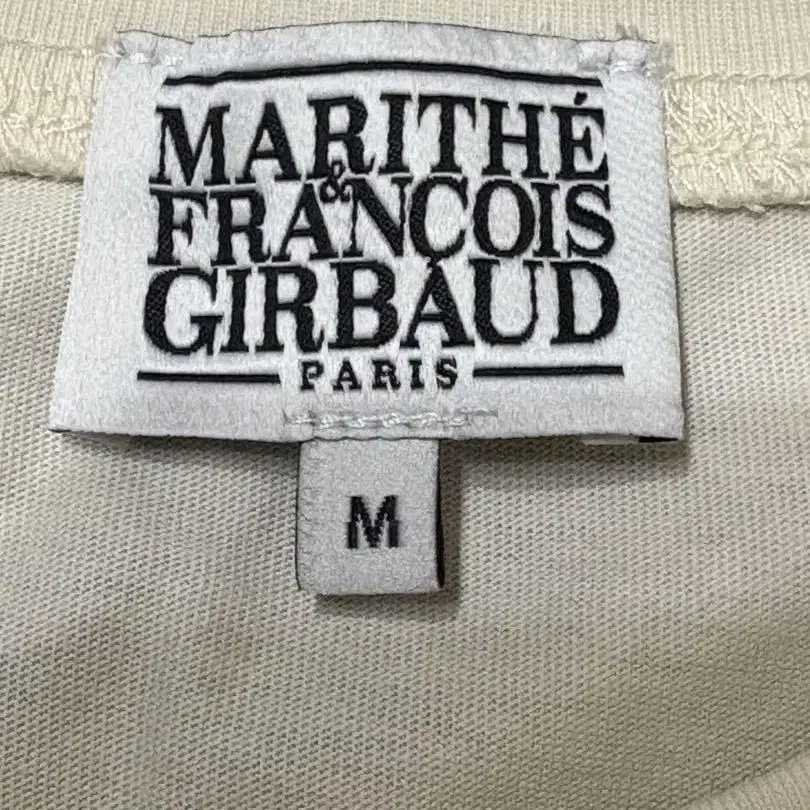 MARITHÉ
&
FRANÇOIS
GIRBAUD
PARIS
M